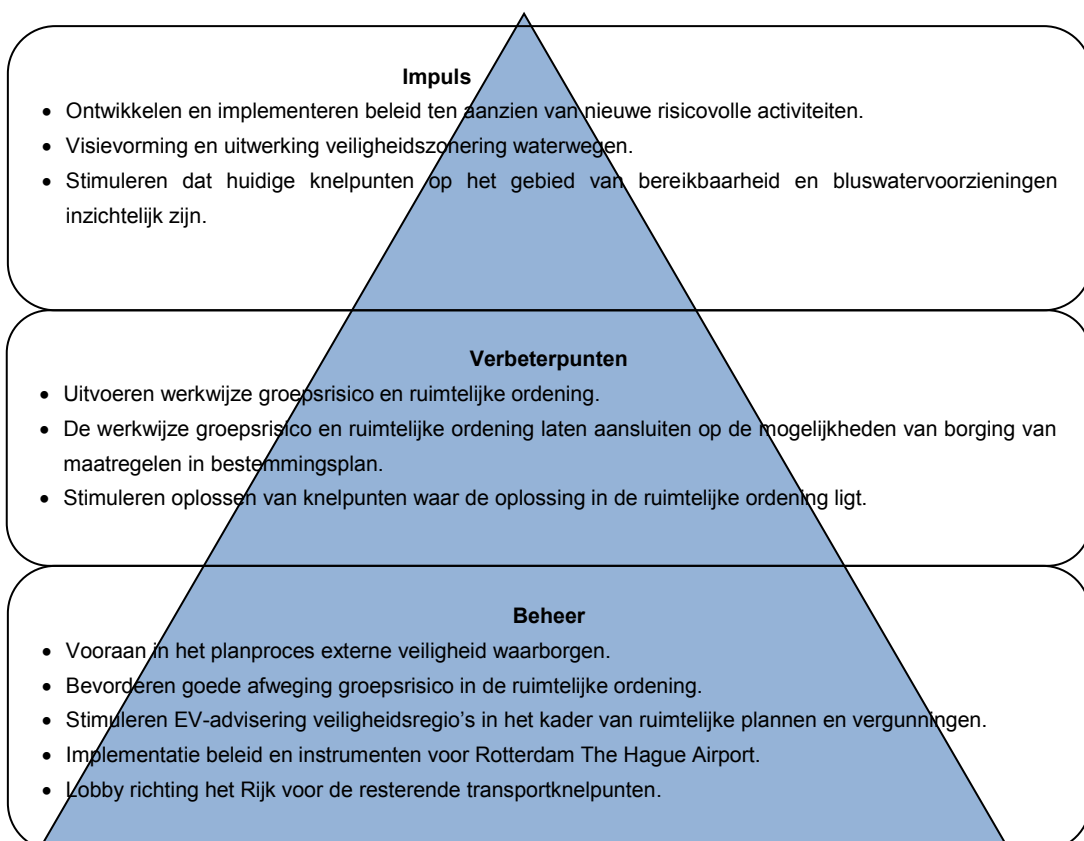 Impuls
• Ontwikkelen en implementeren beleid ten aanzien van nieuwe risicovolle activiteiten.
• Visievorming en uitwerking veiligheidszonering waterwegen.
• Stimuleren dat huidige knelpunten op het gebied van bereikbaarheid en bluswatervoorzieningen
inzichtelijk zijn.
Verbeterpunten
• Uitvoeren werkwijze groepsrisico en ruimtelijke ordening.
• De werkwijze groepsrisico en ruimtelijke ordening laten aansluiten op de mogelijkheden van borging van
maatregelen in bestemmingsplan.
• Stimuleren oplossen van knelpunten waar de oplossing in de ruimtelijke ordening ligt.
Beheer
• Vooraan in het planproces externe veiligheid waarborgen.
• Bevorderen goede afweging groepsrisico in de ruimtelijke ordening.
• Stimuleren EV-advisering veiligheidsregio's in het kader van ruimtelijke plannen en vergunningen.
• Implementatie beleid en instrumenten voor Rotterdam The Hague Airport.
• Lobby richting het Rijk voor de resterende transportknelpunten.